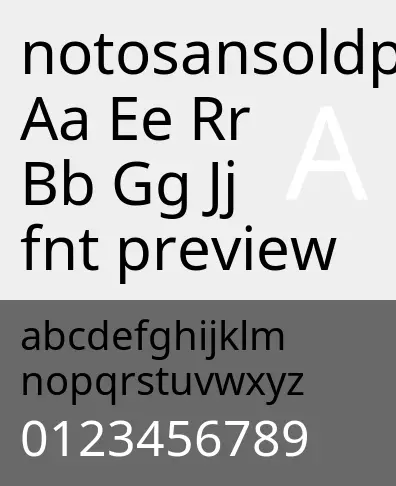 notosansoldp
Aa Ee Rr
A
Bb Gg Jj
fnt preview
abcdefghijklm
nopqrstuvwxyz
0123456789